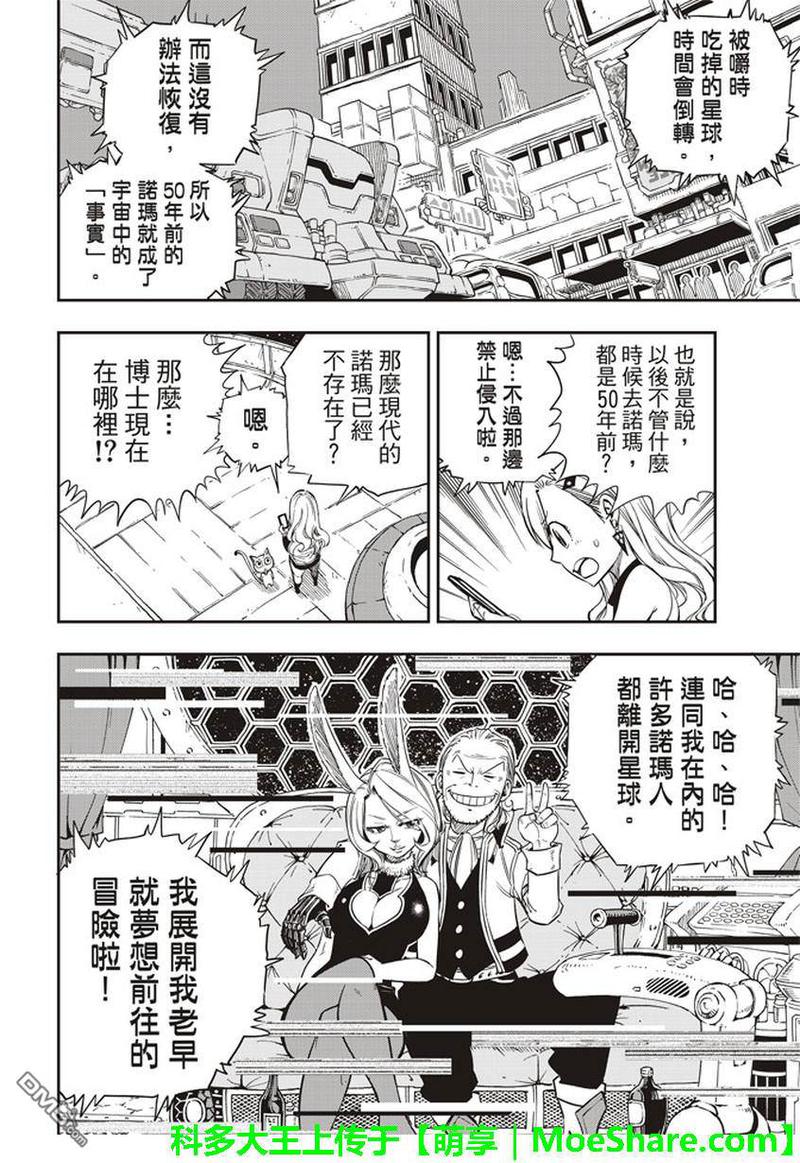 被嚼時
吃掉的星球，
時間會倒轉。
而這沒有
辦法恢復，
所以
50年前的
諾瑪就成了
宇宙中的
「事實」。
也就是說，
以後不管什麼
時候去諾瑪，
都是50年前？
嗯…不過那邊
禁止侵入啦。
那麼現代的
諾瑪已經
不存在了？
嗯。
那麼…
博士現在
在哪裡！？
哈、哈、哈！
連同我在內的
許多諾瑪人
都離開星球。
我展開我老早
就夢想前往的
冒險啦！
DMZJ.COM
科多大王上传于【萌享｜MoeShare.com】